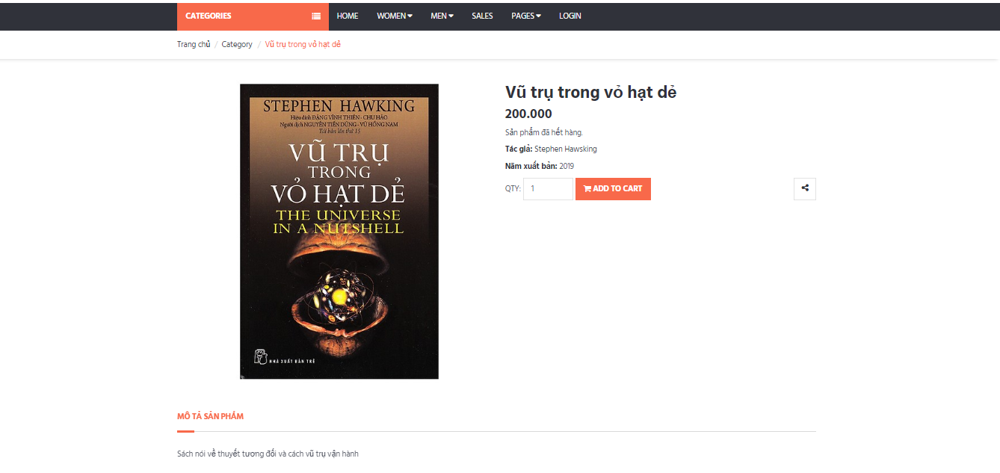 CATEGORIES HOME WOMEN MEN SALES PAGES LOGIN
Trang chủ / Category / Vũ trụ trong vỏ hạt dẻ
STEPHEN HAWKING
Hiệu đính ĐẶNG VĨNH THIÊN - CHU HẢO
Người dịch NGUYỄN TIẾN DŨNG - VŨ HỒNG NAM
Tái bản lần thứ 15
VŨ TRỤ
TRONG
VỎ HẠT DẺ
THE UNIVERSE
IN A NUTSHELL
NHÀ XUẤT BẢN TRẺ
Vũ trụ trong vỏ hạt dẻ
200.000
Sản phẩm đã hết hàng.
Tác giả: Stephen Hawsking
Năm xuất bản: 2019
QTY: 1 ADD TO CART
MÔ TẢ SẢN PHẨM
Sách nói về thuyết tương đối và cách vũ trụ vận hành